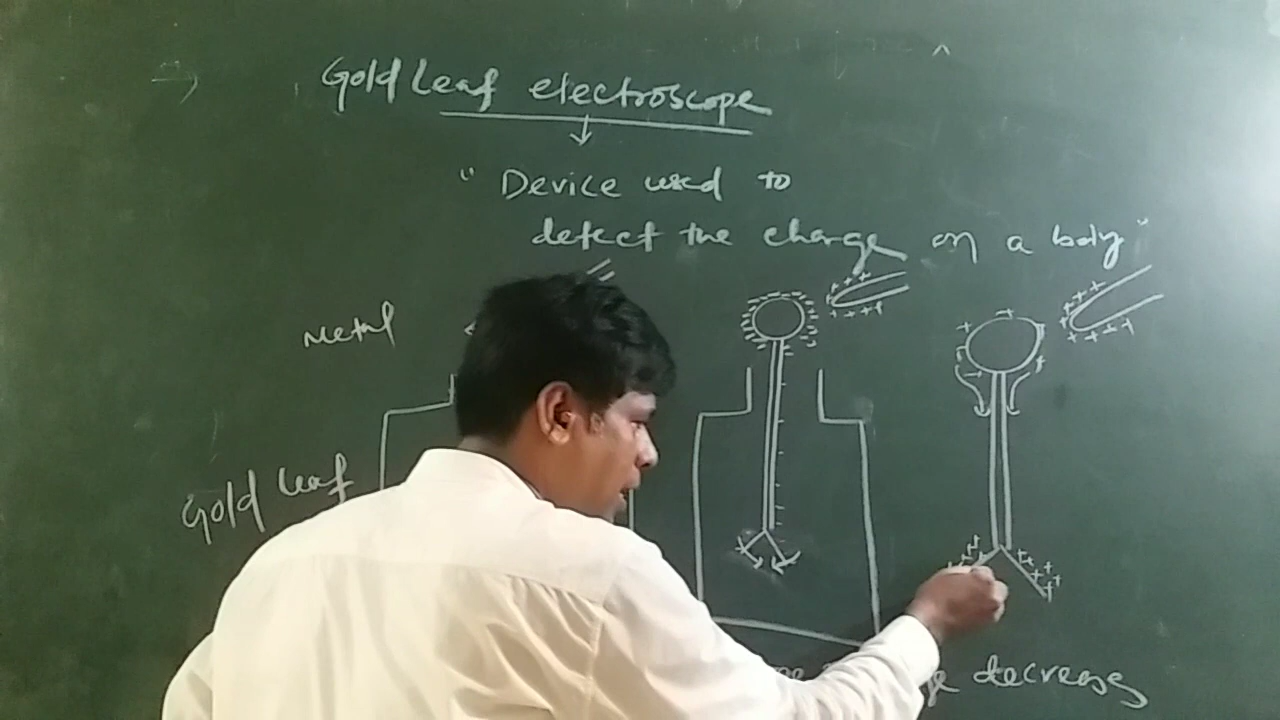 Gold Leaf electroscope
" Device used to
detect the charge on a body "
Metal
Gold Leaf
decrease